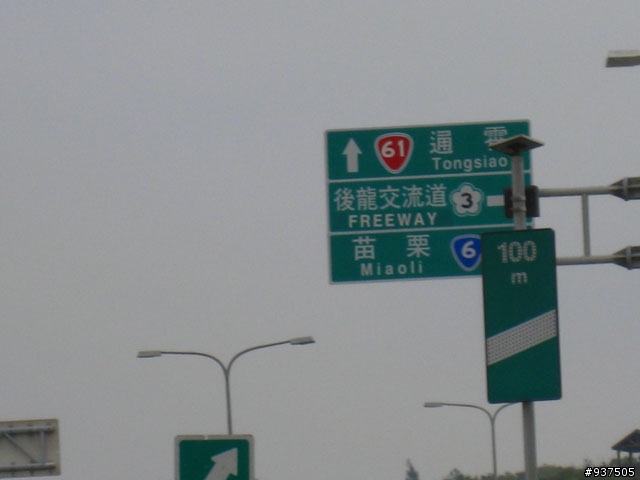 61 通霄
Tongsiao
後龍交流道 3
FREEWAY
苗栗 6
Miaoli
100
m
#937505